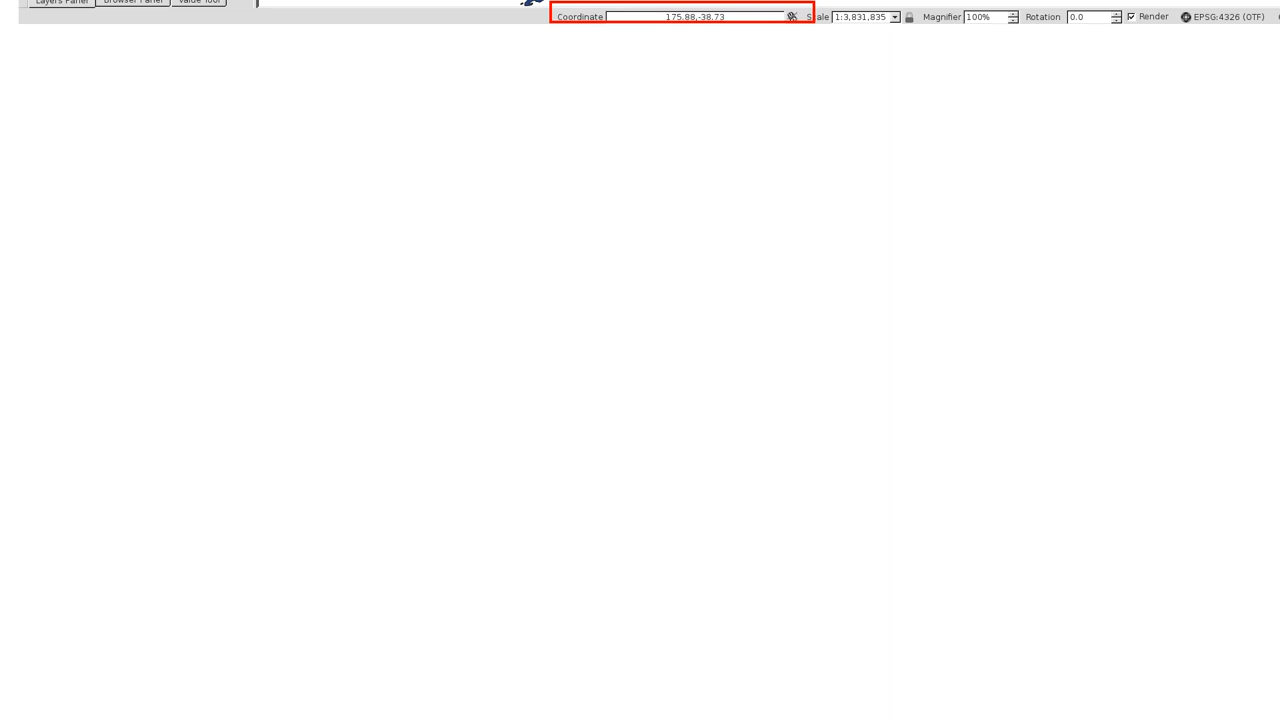 Layers Panel Browser Panel Value Tool
Coordinate 175.88,-38.73 Scale 1:3,831,835 Magnifier 100% Rotation 0.0 Render EPSG:4326 (OTF)